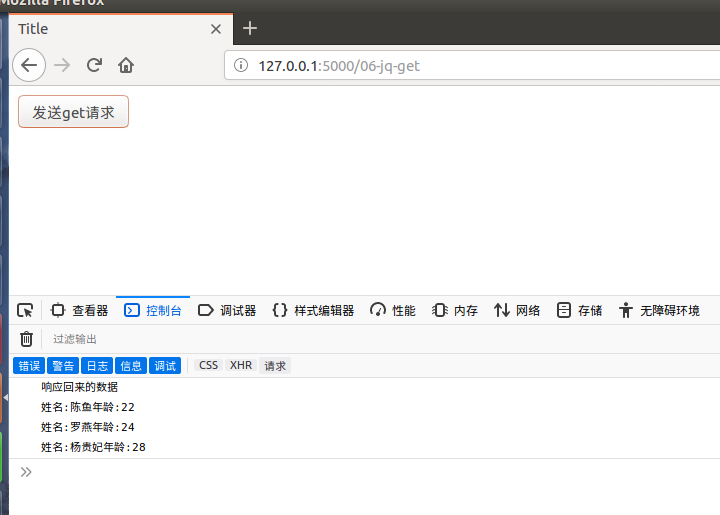 Mozilla Firefox
Title
127.0.0.1:5000/06-jq-get
发送get请求
查看器 控制台 调试器 样式编辑器 性能 内存 网络 存储 无障碍环境
过滤输出
错误 警告 日志 信息 调试 CSS XHR 请求
响应回来的数据
姓名:陈鱼年龄:22
姓名:罗燕年龄:24
姓名:杨贵妃年龄:28